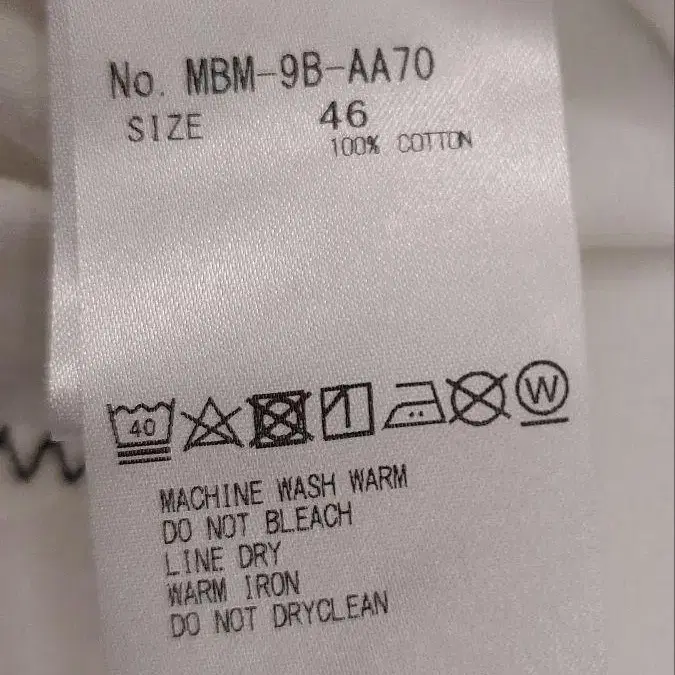 No. MBM-9B-AA70
SIZE 46
100% COTTON
40 W
MACHINE WASH WARM
DO NOT BLEACH
LINE DRY
WARM IRON
DO NOT DRYCLEAN